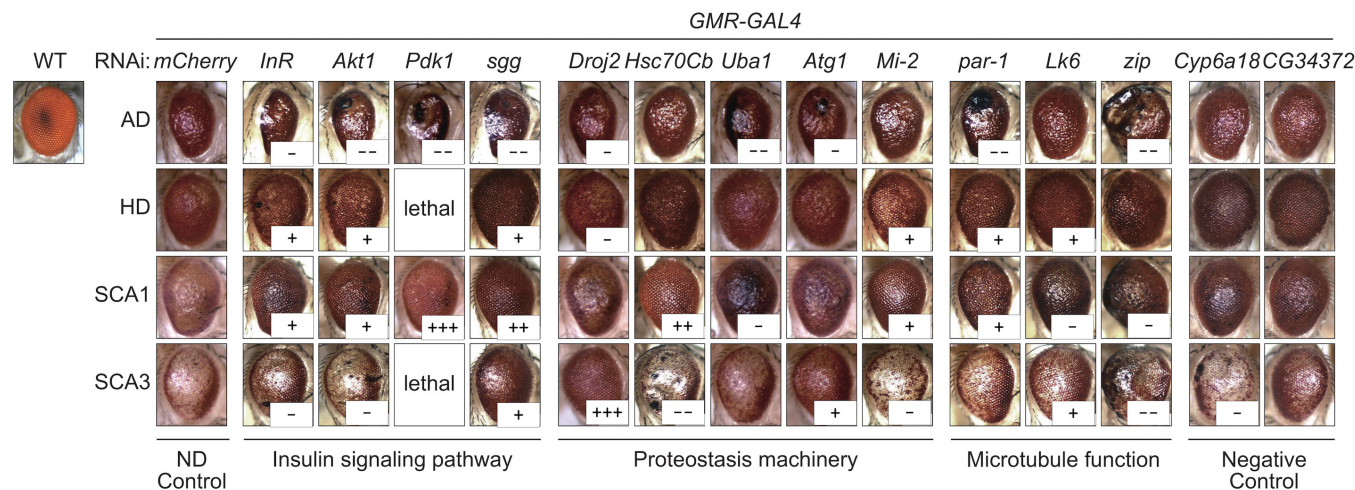 GMR-GAL4
WT RNAi: mCherry InR Akt1 Pdk1 sgg Droj2 Hsc70Cb Uba1 Atg1 Mi-2 par-1 Lk6 zip Cyp6a18 CG34372
AD - -- -- -- - -- - -- --
HD + + lethal + - + + +
SCA1 + + +++ ++ ++ - + + - -
SCA3 - - lethal + +++ -- + - + -- -
ND Control Insulin signaling pathway Proteostasis machinery Microtubule function Negative Control